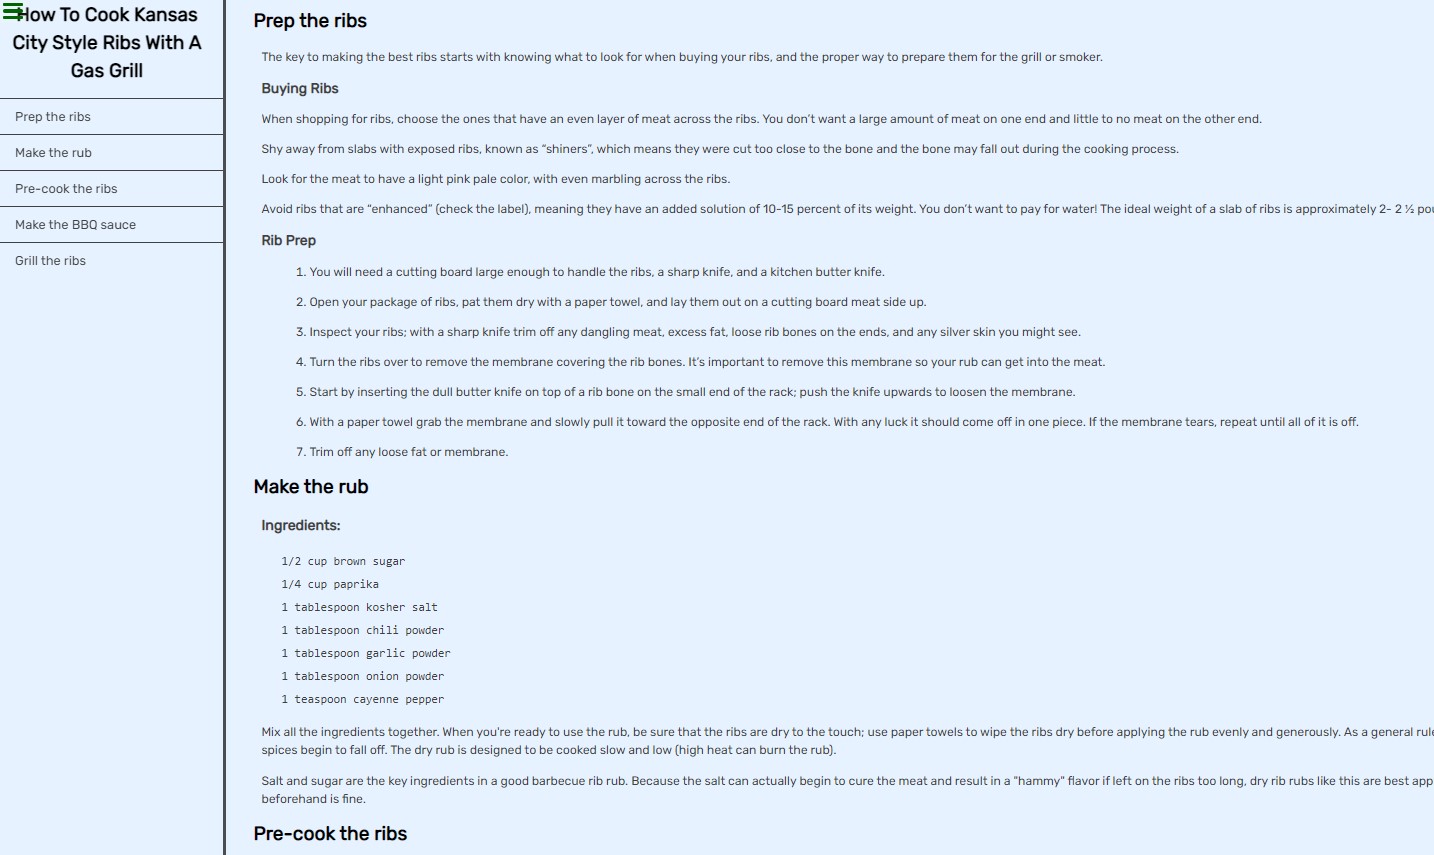 How To Cook Kansas
City Style Ribs With A
Gas Grill
Prep the ribs
Make the rub
Pre-cook the ribs
Make the BBQ sauce
Grill the ribs
Prep the ribs
The key to making the best ribs starts with knowing what to look for when buying your ribs, and the proper way to prepare them for the grill or smoker.
Buying Ribs
When shopping for ribs, choose the ones that have an even layer of meat across the ribs. You don’t want a large amount of meat on one end and little to no meat on the other end.
Shy away from slabs with exposed ribs, known as “shiners”, which means they were cut too close to the bone and the bone may fall out during the cooking process.
Look for the meat to have a light pink pale color, with even marbling across the ribs.
Avoid ribs that are “enhanced” (check the label), meaning they have an added solution of 10-15 percent of its weight. You don’t want to pay for water! The ideal weight of a slab of ribs is approximately 2- 2 ½ pou
Rib Prep
1. You will need a cutting board large enough to handle the ribs, a sharp knife, and a kitchen butter knife.
2. Open your package of ribs, pat them dry with a paper towel, and lay them out on a cutting board meat side up.
3. Inspect your ribs; with a sharp knife trim off any dangling meat, excess fat, loose rib bones on the ends, and any silver skin you might see.
4. Turn the ribs over to remove the membrane covering the rib bones. It’s important to remove this membrane so your rub can get into the meat.
5. Start by inserting the dull butter knife on top of a rib bone on the small end of the rack; push the knife upwards to loosen the membrane.
6. With a paper towel grab the membrane and slowly pull it toward the opposite end of the rack. With any luck it should come off in one piece. If the membrane tears, repeat until all of it is off.
7. Trim off any loose fat or membrane.
Make the rub
Ingredients:
1/2 cup brown sugar
1/4 cup paprika
1 tablespoon kosher salt
1 tablespoon chili powder
1 tablespoon garlic powder
1 tablespoon onion powder
1 teaspoon cayenne pepper
Mix all the ingredients together. When you're ready to use the rub, be sure that the ribs are dry to the touch; use paper towels to wipe the ribs dry before applying the rub evenly and generously. As a general rule
spices begin to fall off. The dry rub is designed to be cooked slow and low (high heat can burn the rub).
Salt and sugar are the key ingredients in a good barbecue rib rub. Because the salt can actually begin to cure the meat and result in a "hammy" flavor if left on the ribs too long, dry rib rubs like this are best app
beforehand is fine.
Pre-cook the ribs